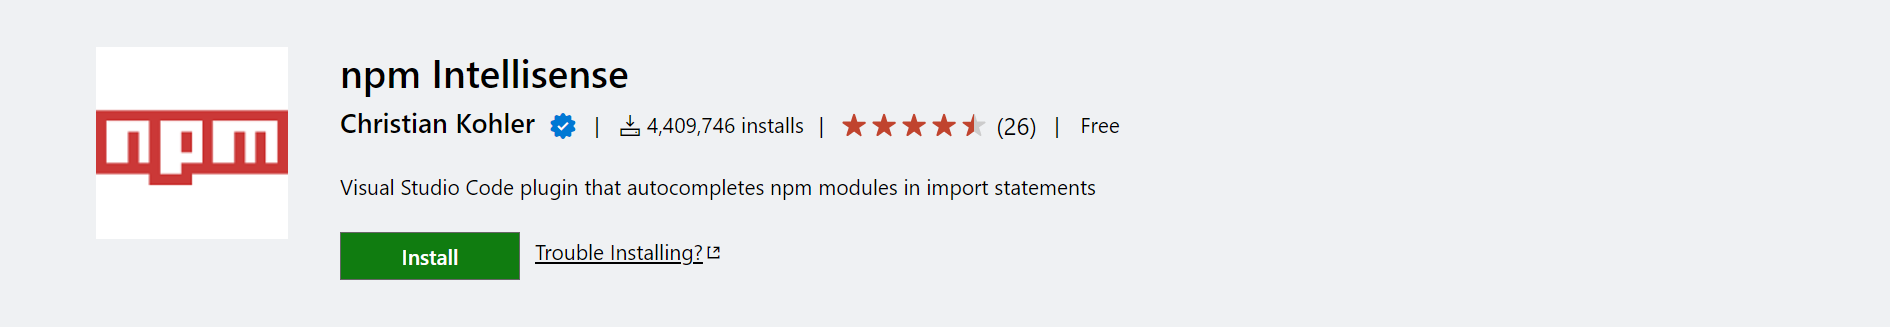 npm
npm Intellisense
Christian Kohler | 4,409,746 installs | (26) | Free
Visual Studio Code plugin that autocompletes npm modules in import statements
Install Trouble Installing?